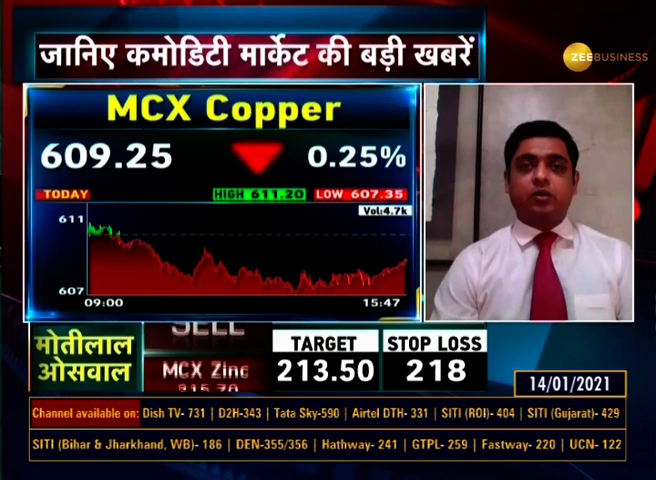 जानिए कमोडिटी मार्केट की बड़ी खबरें
ZEEBUSINESS
MCX Copper
609.25 0.25%
TODAY HIGH 611.20 LOW 607.35
Vol:4.7k
611
607
09:00 15:47
मोतीलाल ओसवाल
SELL
MCX Zinc
215.70
TARGET
213.50
STOP LOSS
218
14/01/2021
Channel available on: Dish TV- 731 | D2H-343 | Tata Sky-590 | Airtel DTH- 331 | SITI (ROI)- 404 | SITI (Gujarat)- 429
SITI (Bihar & Jharkhand, WB)- 186 | DEN-355/356 | Hathway- 241 | GTPL- 259 | Fastway- 220 | UCN- 122